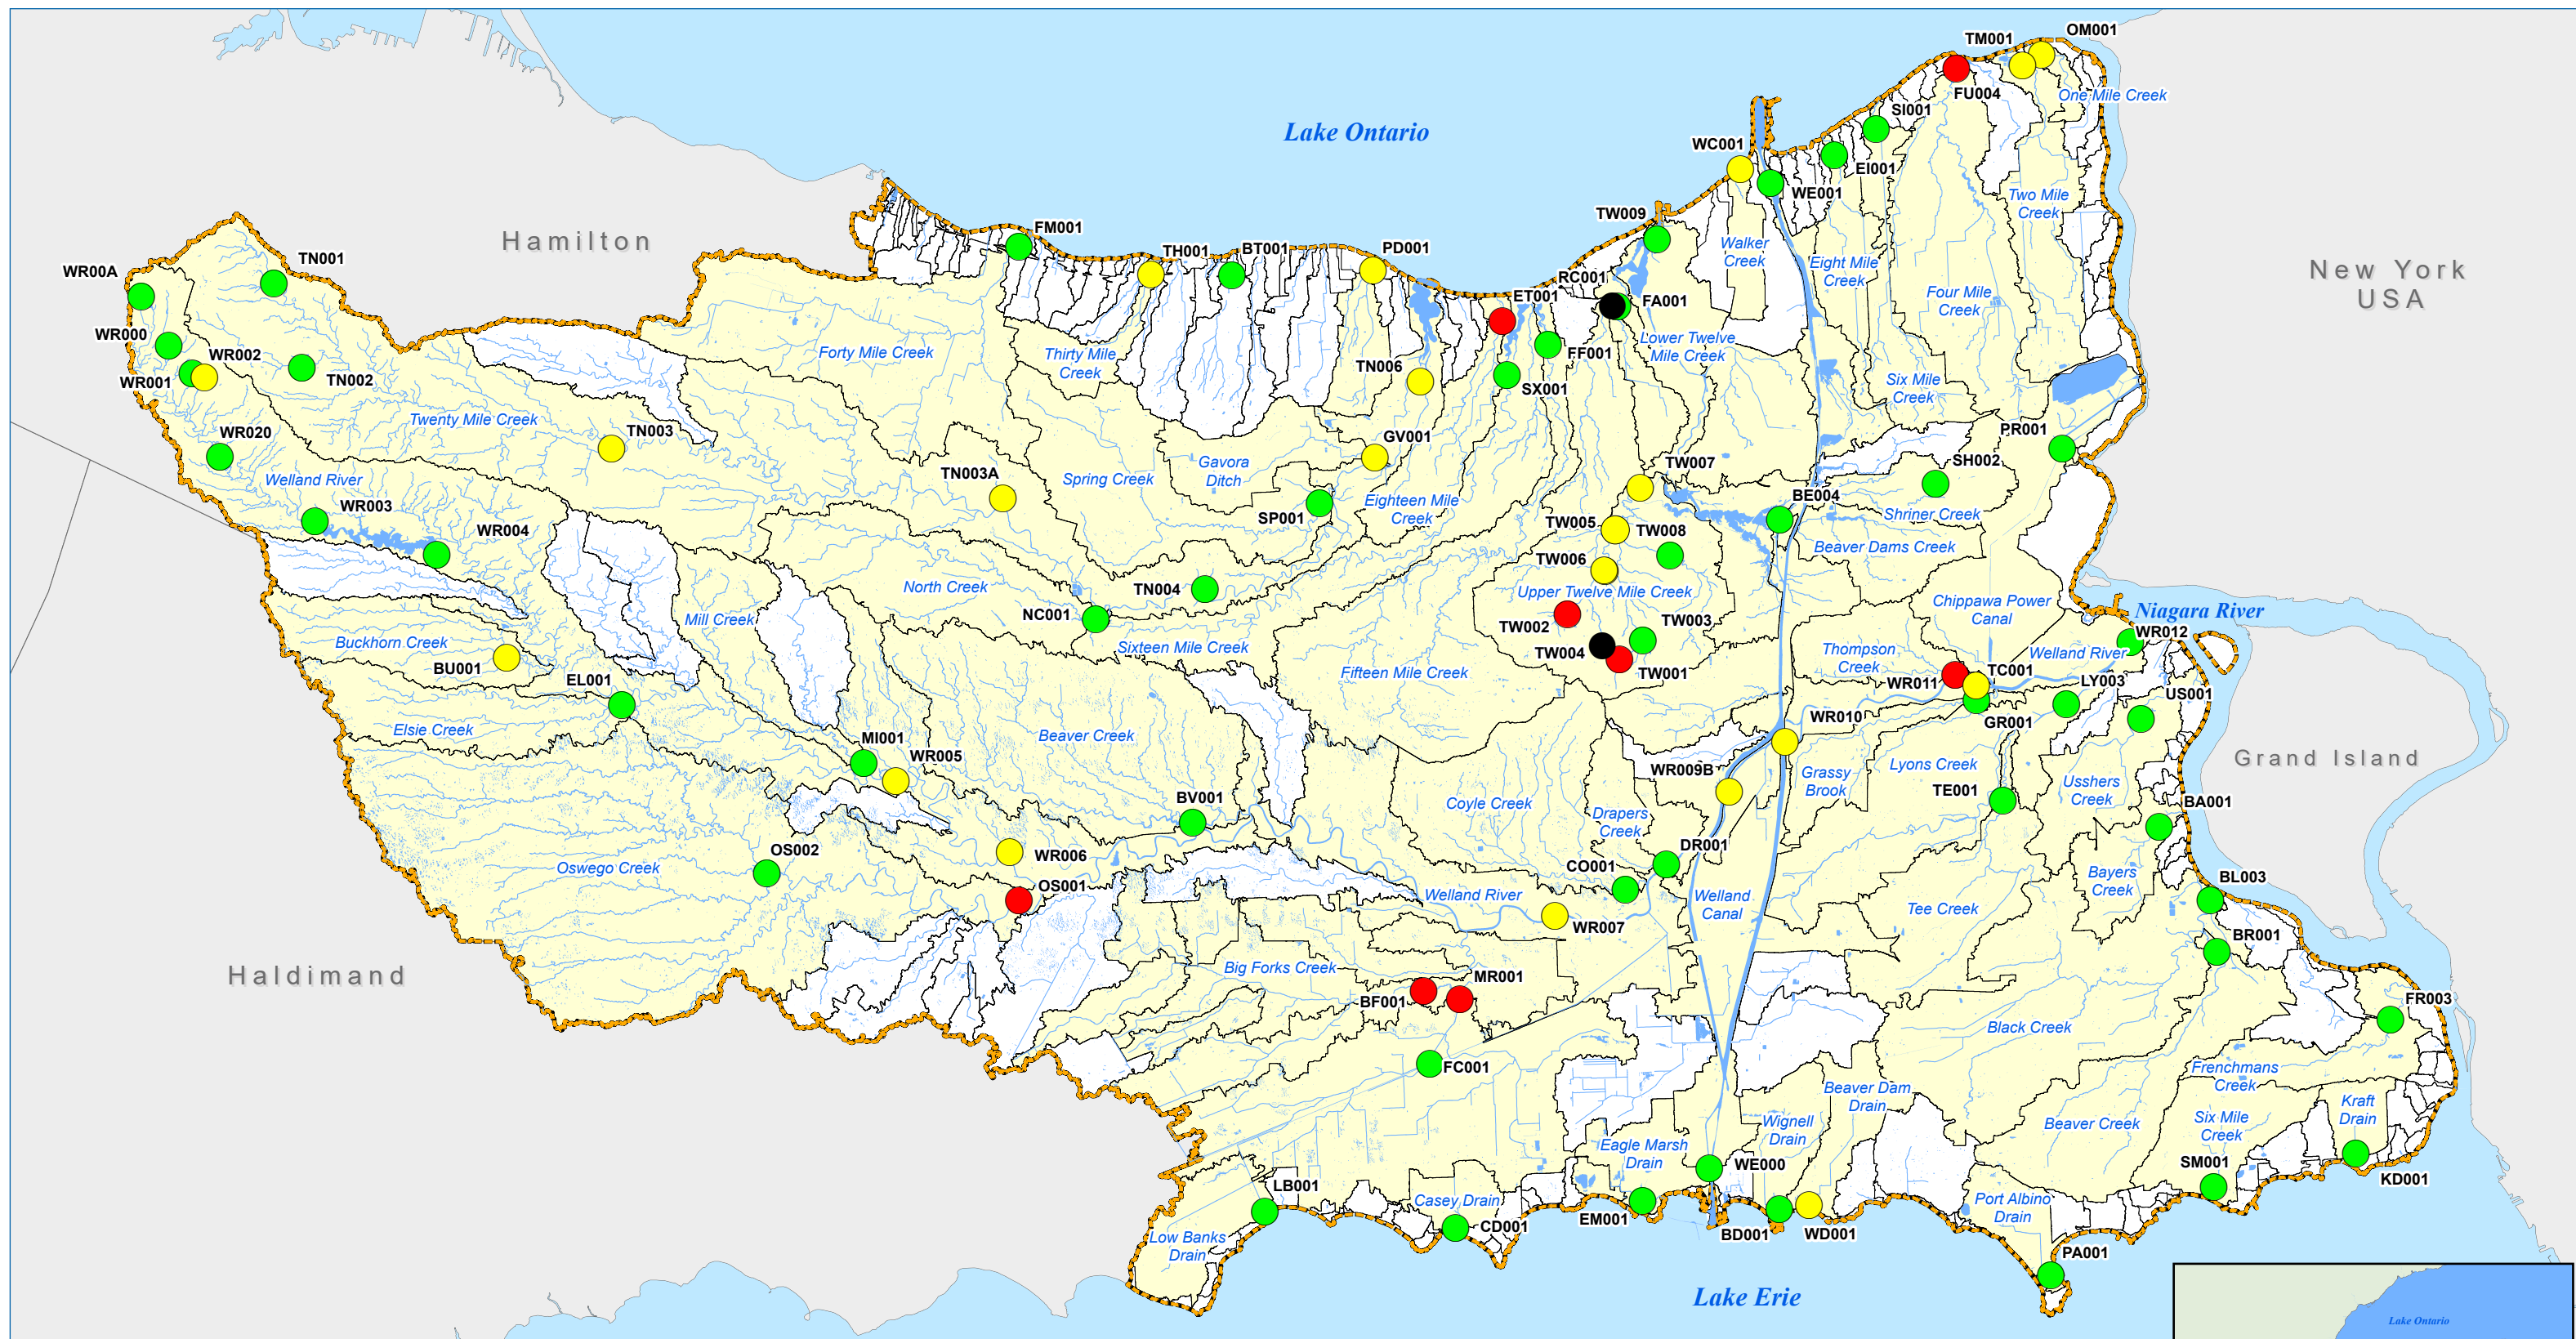 OM001
TM001
One Mile Creek
FU004
SI001
Lake Ontario
WC001
EI001
WE001
Two Mile
Creek
TW009
FM001
Hamilton
Walker
Creek
TH001
BT001
PD001
Eight Mile
Creek
New York
USA
TN001
WR00A
RC001
FA001
ET001
Four Mile
Creek
WR000
WR002
WR001
TN002
Forty Mile Creek
Thirty Mile
Creek
TN006
FF001
Lower Twelve
Mile Creek
SX001
Six Mile
Creek
Twenty Mile Creek
TN003
WR020
GV001
PR001
Welland River
TN003A
Spring Creek
Gavora
Ditch
TW007
SH002
WR003
SP001
Eighteen Mile
Creek
BE004
Shriner Creek
WR004
TW005
TW008
Beaver Dams Creek
TW006
North Creek
TN004
Upper Twelve Mile Creek
Chippawa Power
Canal
Niagara River
Mill Creek
NC001
TW002
TW003
Buckhorn Creek
BU001
Sixteen Mile Creek
TW004
WR012
Thompson
Creek
Welland River
EL001
Fifteen Mile Creek
TW001
WR011
TC001
LY003
US001
Elsie Creek
MI001
WR005
Beaver Creek
WR010
GR001
WR009B
Grassy
Brook
Lyons Creek
Grand Island
Usshers
Creek
BV001
Coyle Creek
Drapers
Creek
TE001
BA001
OS002
Oswego Creek
WR006
DR001
CO001
OS001
Welland River
Welland
Canal
Bayers
Creek
BL003
WR007
Tee Creek
BR001
Haldimand
Big Forks Creek
MR001
BF001
FR003
Black Creek
FC001
Frenchmans
Creek
Beaver Dam
Drain
Kraft
Drain
Wignell
Drain
Beaver Creek
Six Mile
Creek
Eagle Marsh
Drain
WE000
SM001
KD001
LB001
Casey Drain
Port Albino
Drain
EM001
CD001
BD001
WD001
Low Banks
Drain
PA001
Lake Erie
Lake Ontario